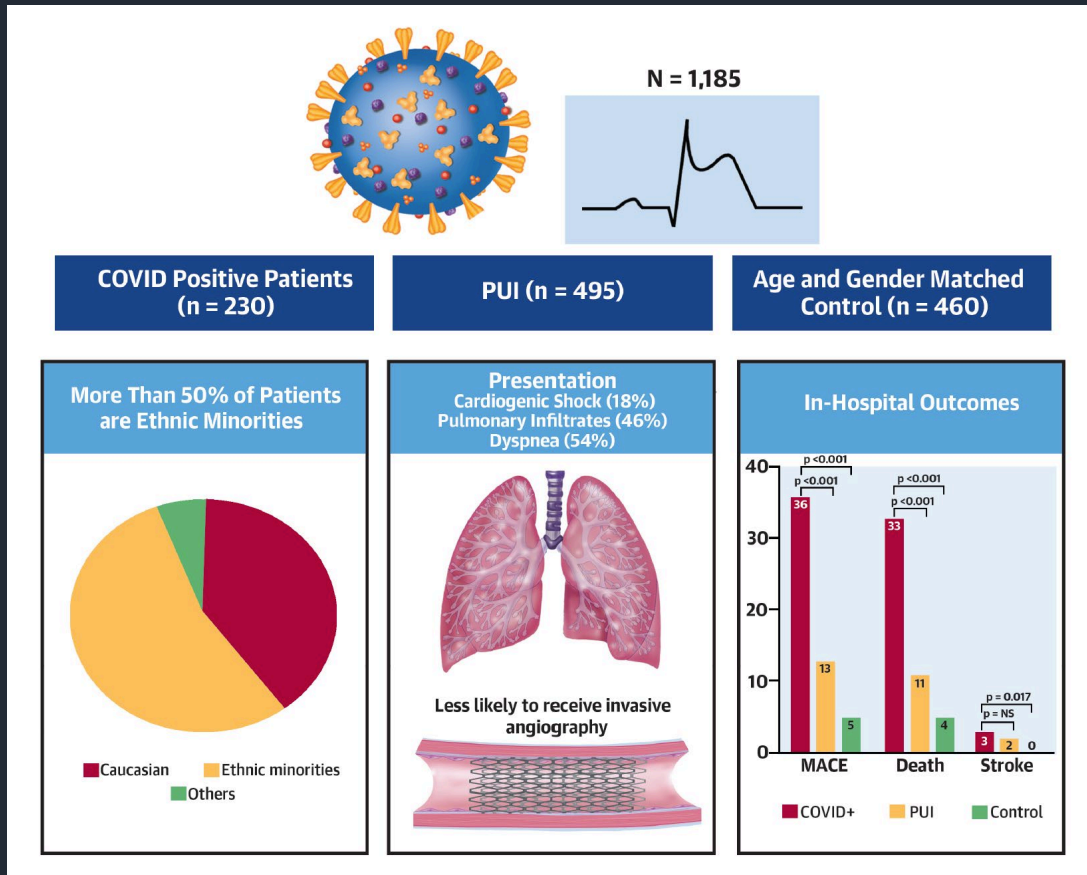 N = 1,185
COVID Positive Patients
(n = 230)
PUI (n = 495)
Age and Gender Matched
Control (n = 460)
More Than 50% of Patients
are Ethnic Minorities
Caucasian
Ethnic minorities
Others
Presentation
Cardiogenic Shock (18%)
Pulmonary Infiltrates (46%)
Dyspnea (54%)
Less likely to receive invasive
angiography
In-Hospital Outcomes
40
30
20
10
0
p <0.001
p <0.001
36
13
5
MACE
p <0.001
p <0.001
33
11
4
Death
p = 0.017
p = NS
3
2
0
Stroke
COVID+
PUI
Control